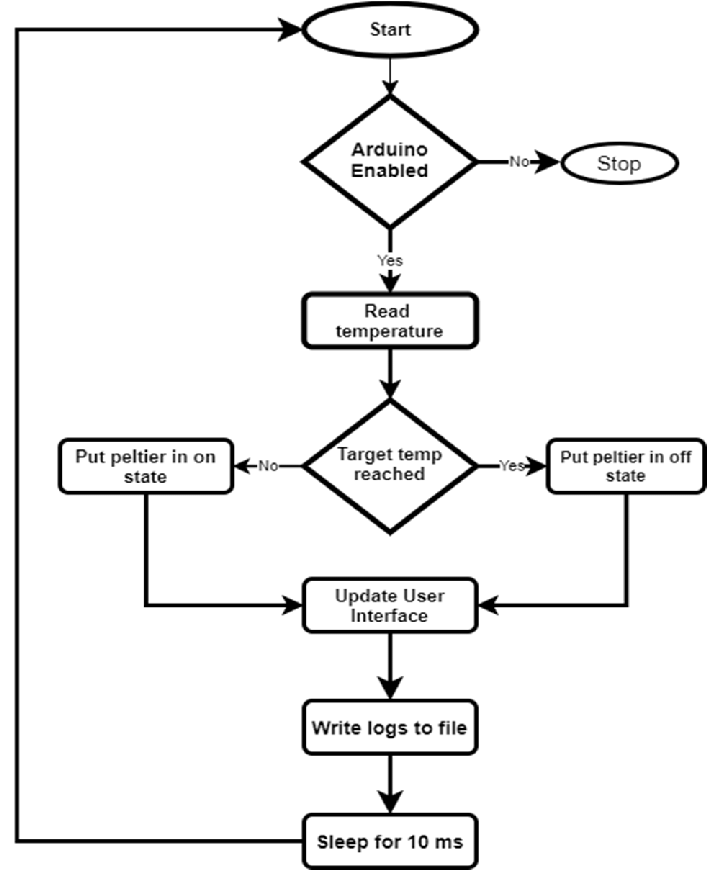 Start
Arduino
Enabled
No
Stop
Yes
Read
temperature
Target temp
reached
No
Yes
Put peltier in on
state
Put peltier in off
state
Update User
Interface
Write logs to file
Sleep for 10 ms